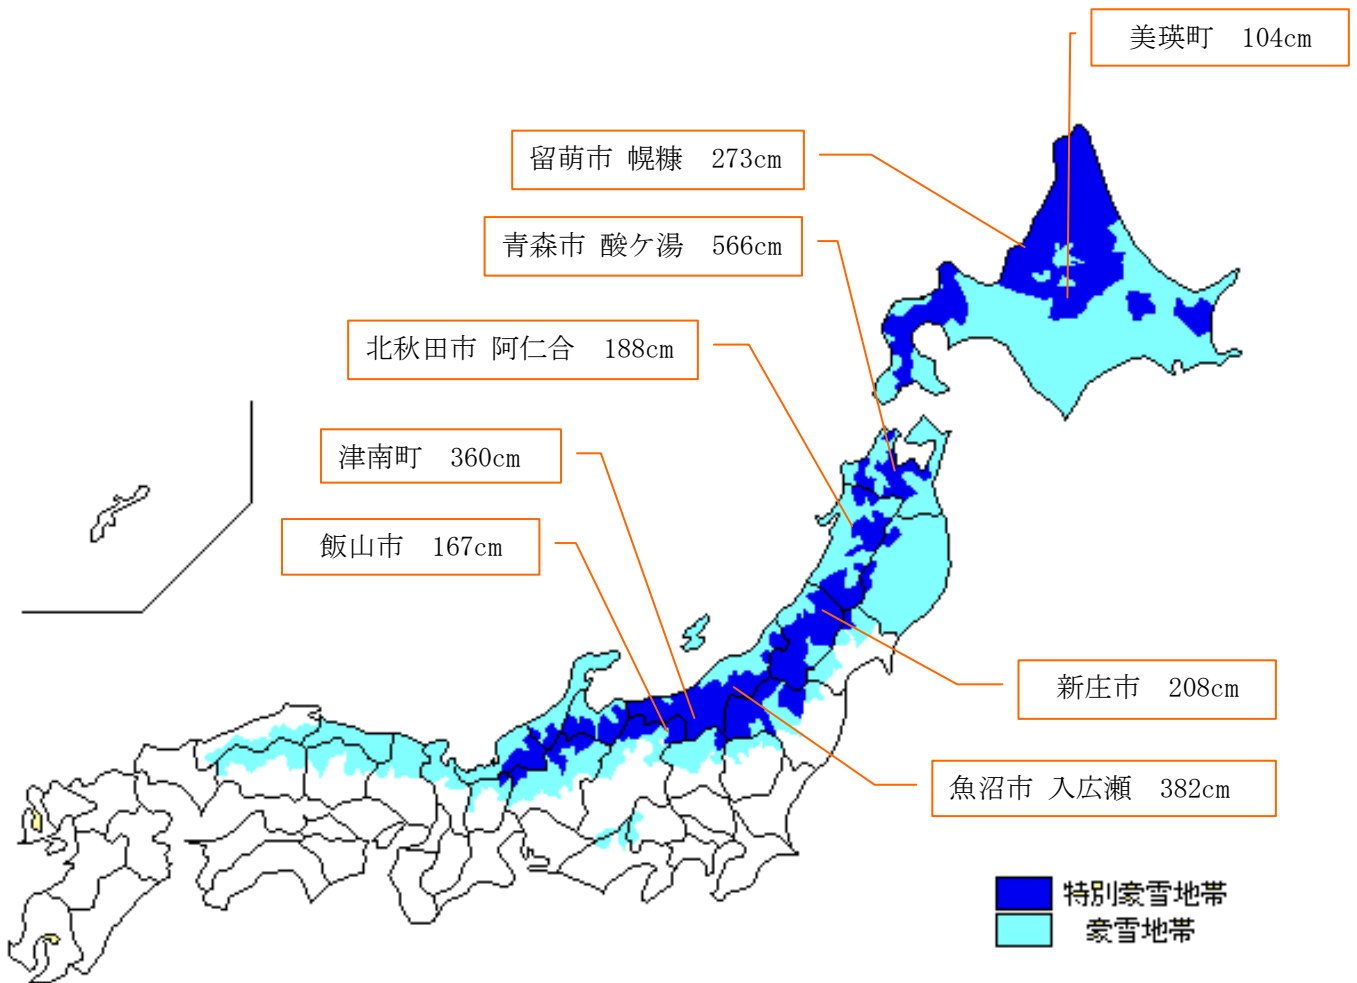 美瑛町　104cm
留萌市 幌糠　273cm
青森市 酸ケ湯　566cm
北秋田市 阿仁合　188cm
津南町　360cm
飯山市　167cm
新庄市　208cm
魚沼市 入広瀬　382cm
特別豪雪地帯
豪雪地帯